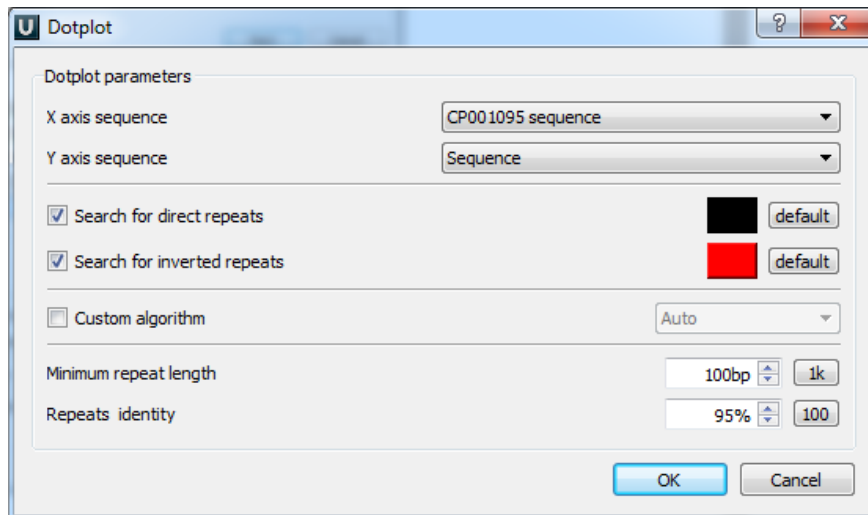 U Dotplot ? X
Dotplot parameters
X axis sequence CP001095 sequence
Y axis sequence Sequence
Search for direct repeats default
Search for inverted repeats default
Custom algorithm Auto
Minimum repeat length 100bp 1k
Repeats identity 95% 100
OK Cancel